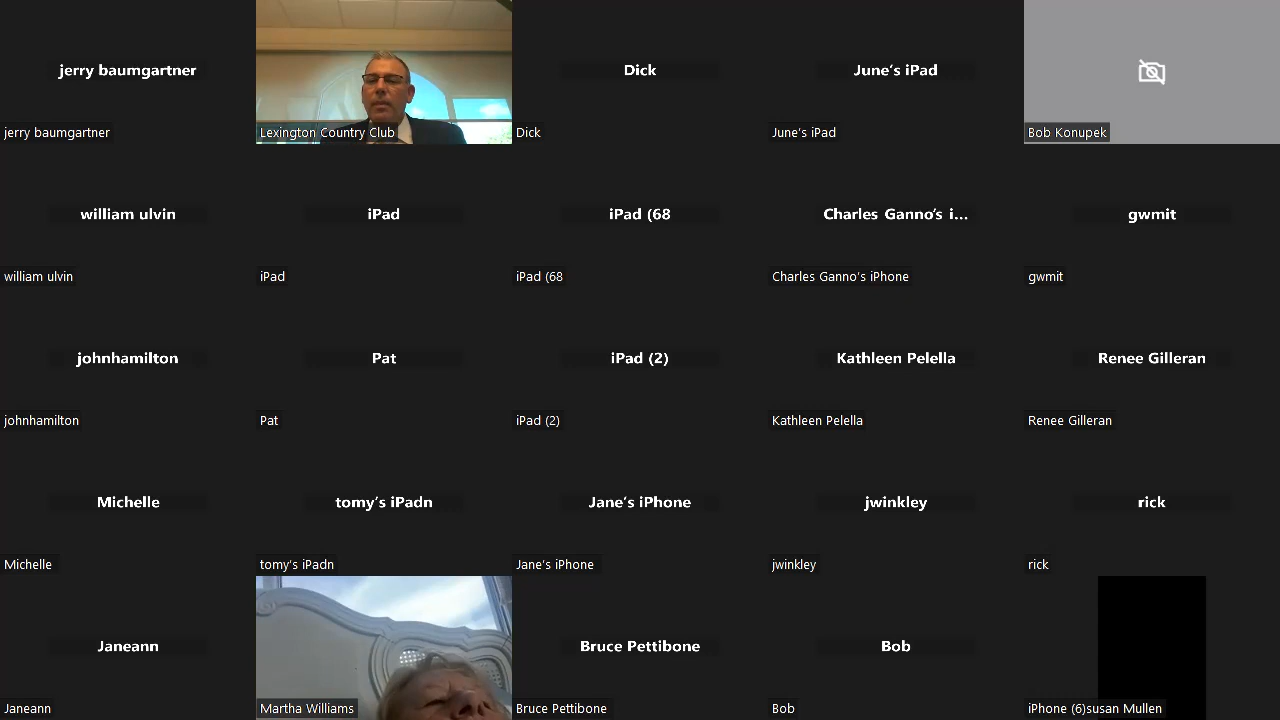 jerry baumgartner
Dick
June's iPad
jerry baumgartner
Lexington Country Club
Dick
June's iPad
Bob Konupek
william ulvin
iPad
iPad (68
Charles Ganno's i...
gwmit
william ulvin
iPad
iPad (68
Charles Ganno's iPhone
gwmit
johnhamilton
Pat
iPad (2)
Kathleen Pelella
Renee Gilleran
johnhamilton
Pat
iPad (2)
Kathleen Pelella
Renee Gilleran
Michelle
tomy's iPadn
Jane's iPhone
jwinkley
rick
Michelle
tomy's iPadn
Jane's iPhone
jwinkley
rick
Janeann
Bruce Pettibone
Bob
Janeann
Martha Williams
Bruce Pettibone
Bob
iPhone (6)susan Mullen